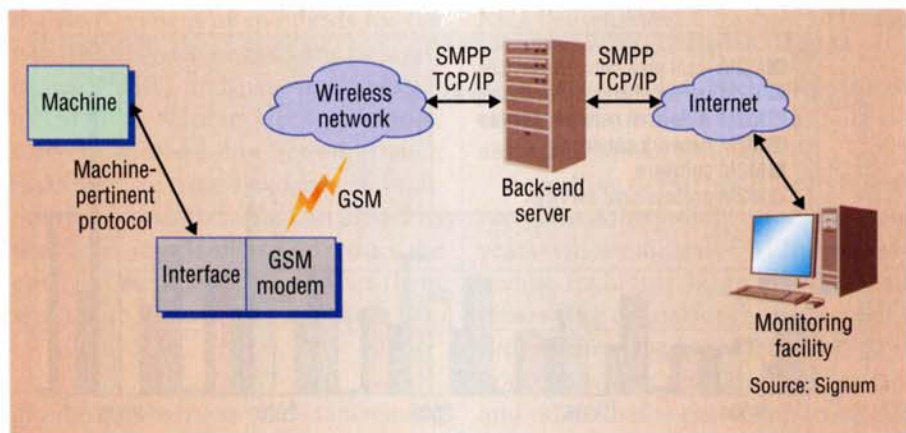 Machine
Machine-
pertinent
protocol
Interface
GSM
modem
GSM
Wireless
network
SMPP
TCP/IP
Back-end
server
SMPP
TCP/IP
Internet
Monitoring
facility
Source: Signum